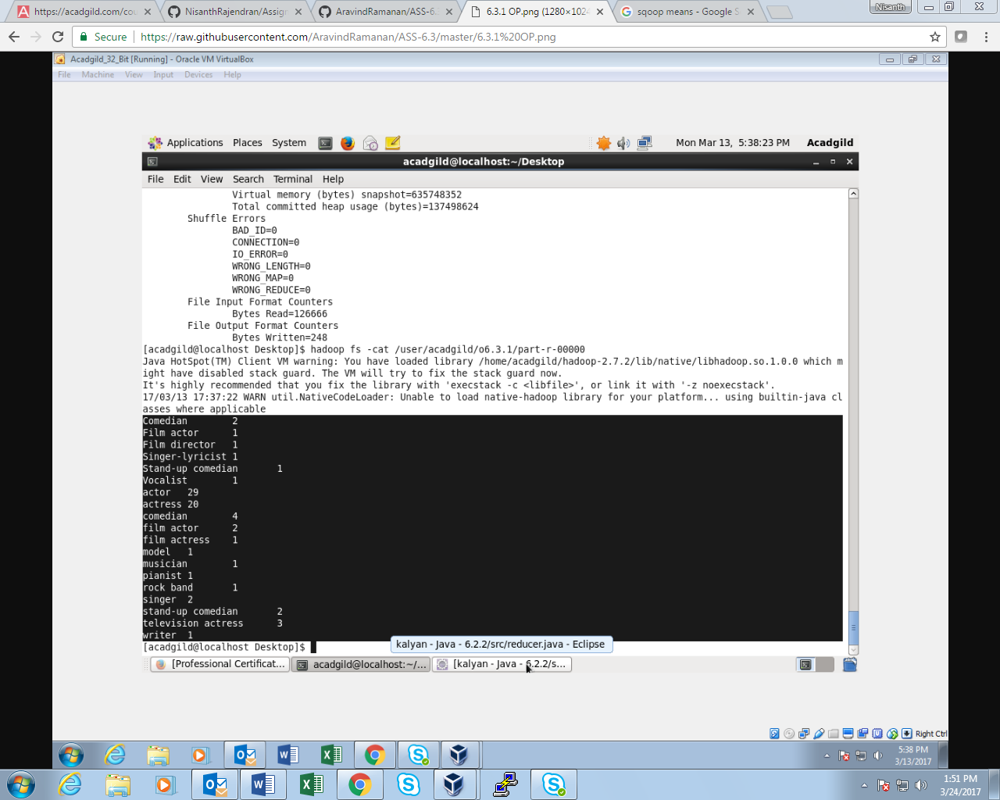 https://acadgild.com/cou
NisanthRajendran/Assign
AravindRamanan/ASS-6.
6.3.1 OP.png (1280×102
sqoop means - Google S
Nisanth
Secure
https://raw.githubusercontent.com/AravindRamanan/ASS-6.3/master/6.3.1%20OP.png
Acadgild_32_Bit [Running] - Oracle VM VirtualBox
File Machine View Input Devices Help
Applications Places System
Mon Mar 13, 5:38:23 PM Acadgild
acadgild@localhost:~/Desktop
File Edit View Search Terminal Help
Virtual memory (bytes) snapshot=635748352
Total committed heap usage (bytes)=137498624
Shuffle Errors
BAD_ID=0
CONNECTION=0
IO_ERROR=0
WRONG_LENGTH=0
WRONG_MAP=0
WRONG_REDUCE=0
File Input Format Counters
Bytes Read=126666
File Output Format Counters
Bytes Written=248
[acadgild@localhost Desktop]$ hadoop fs -cat /user/acadgild/o6.3.1/part-r-00000
Java HotSpot(TM) Client VM warning: You have loaded library /home/acadgild/hadoop-2.7.2/lib/native/libhadoop.so.1.0.0 which m
ight have disabled stack guard. The VM will try to fix the stack guard now.
It's highly recommended that you fix the library with 'execstack -c <libfile>', or link it with '-z noexecstack'.
17/03/13 17:37:22 WARN util.NativeCodeLoader: Unable to load native-hadoop library for your platform... using builtin-java cl
asses where applicable
Comedian 2
Film actor 1
Film director 1
Singer-lyricist 1
Stand-up comedian 1
Vocalist 1
actor 29
actress 20
comedian 4
film actor 2
film actress 1
model 1
musician 1
pianist 1
rock band 1
singer 2
stand-up comedian 2
television actress 3
writer 1
[acadgild@localhost Desktop]$
kalyan - Java - 6.2.2/src/reducer.java - Eclipse
[Professional Certificat...
acadgild@localhost:~/...
[kalyan - Java - 6.2.2/s...
Right Ctrl
5:38 PM
3/13/2017
1:51 PM
3/24/2017